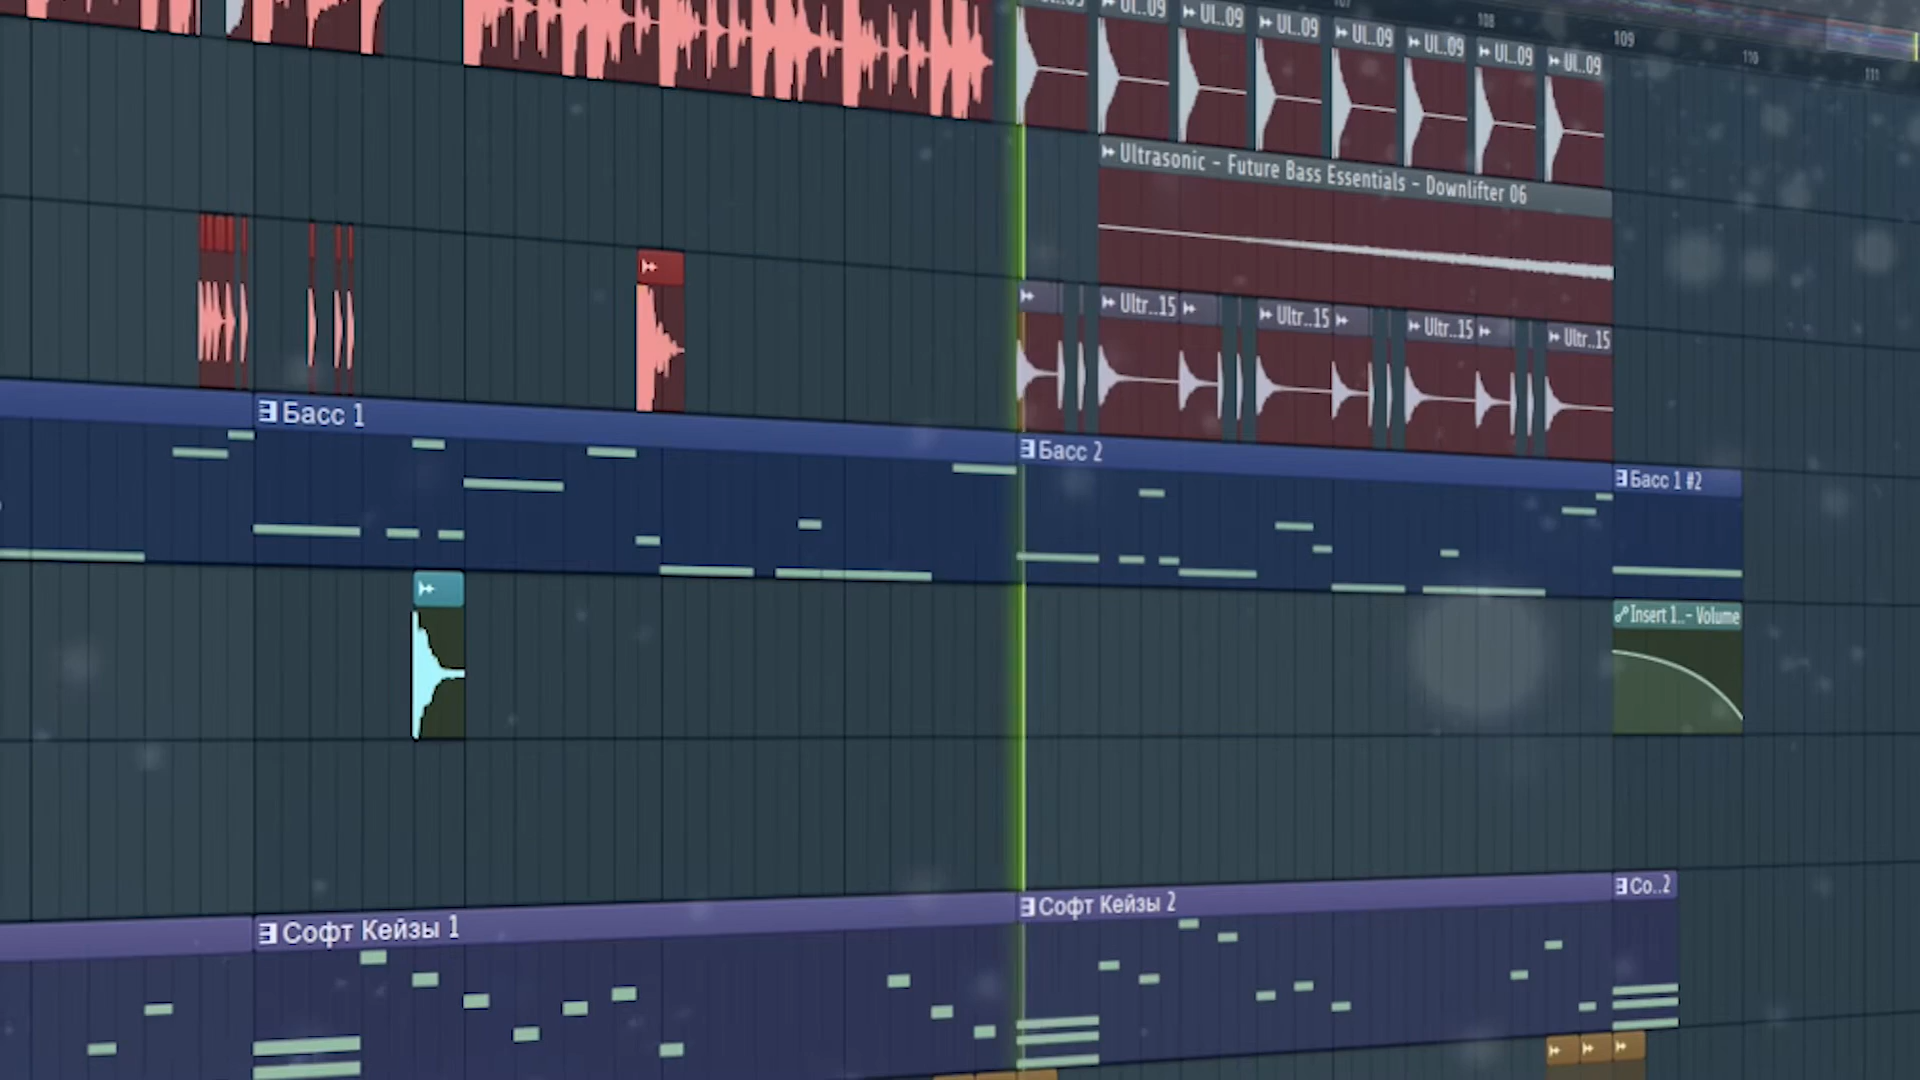 Ul..09 Ul..09 Ul..09 Ul..09 Ul..09 Ul..09 Ul..09
107 108 109 110 111
Ultrasonic - Future Bass Essentials - Downlifter 06
Ultr..15 Ultr..15 Ultr..15 Ultr..15
Басс 1
Басс 2
Басс 1 #2
Insert 1..- Volume
Софт Кейзы 1
Софт Кейзы 2
Со..2